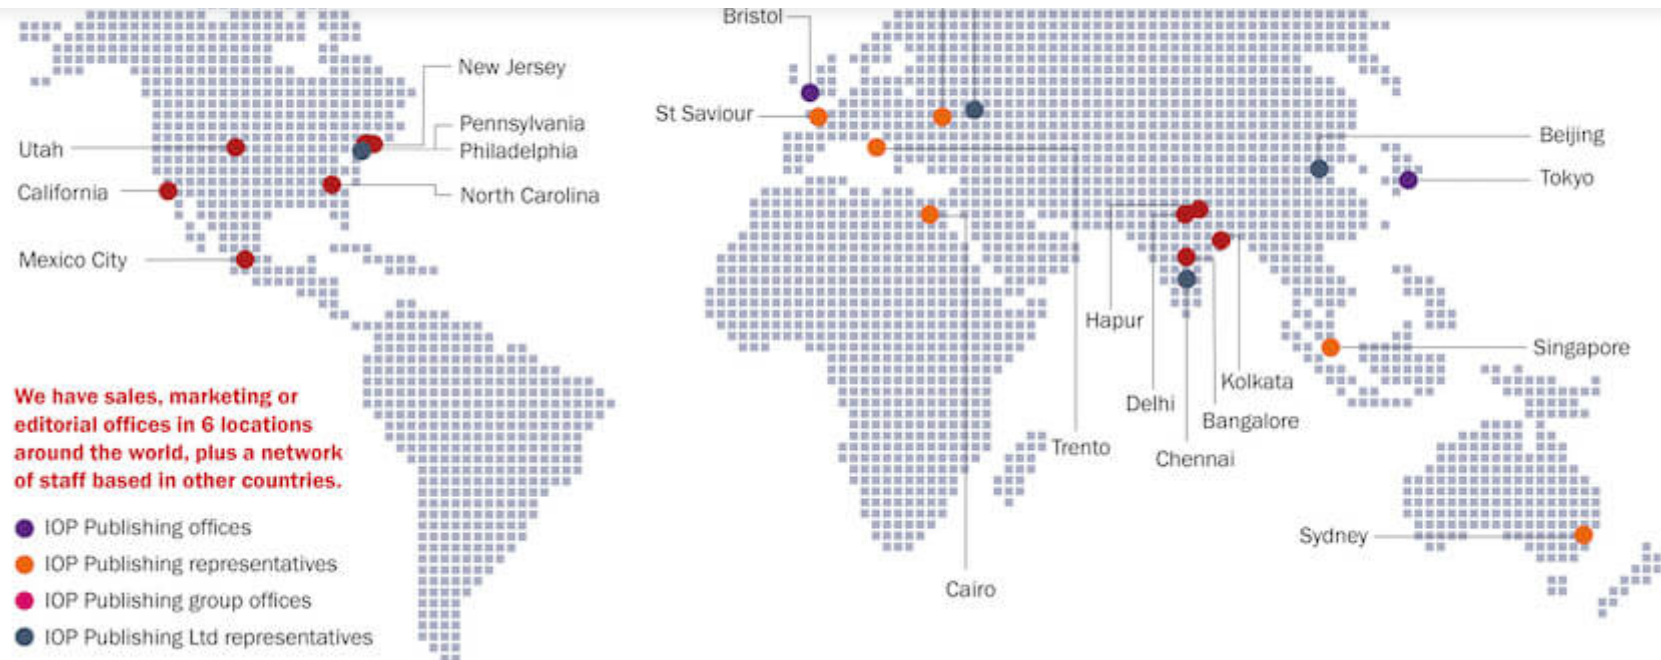 Bristol
New Jersey
St Saviour
Pennsylvania
Beijing
Utah
Philadelphia
Tokyo
California
North Carolina
Mexico City
Hapur
Singapore
Kolkata
We have sales, marketing or
editorial offices in 6 locations
around the world, plus a network
of staff based in other countries.
Delhi
Bangalore
Trento
Chennai
IOP Publishing offices
Sydney
IOP Publishing representatives
Cairo
IOP Publishing group offices
IOP Publishing Ltd representatives